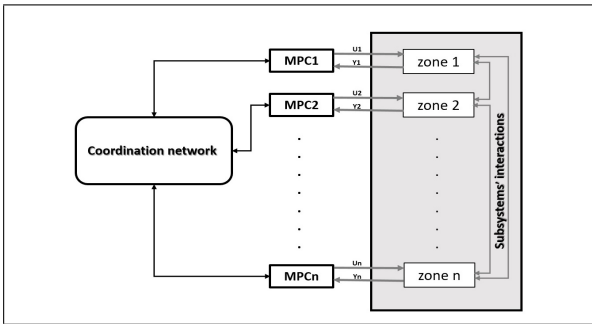 MPC1
U1
Y1
zone 1
MPC2
U2
Y2
zone 2
Coordination network
Subsystems' interactions
MPCn
Un
Yn
zone n